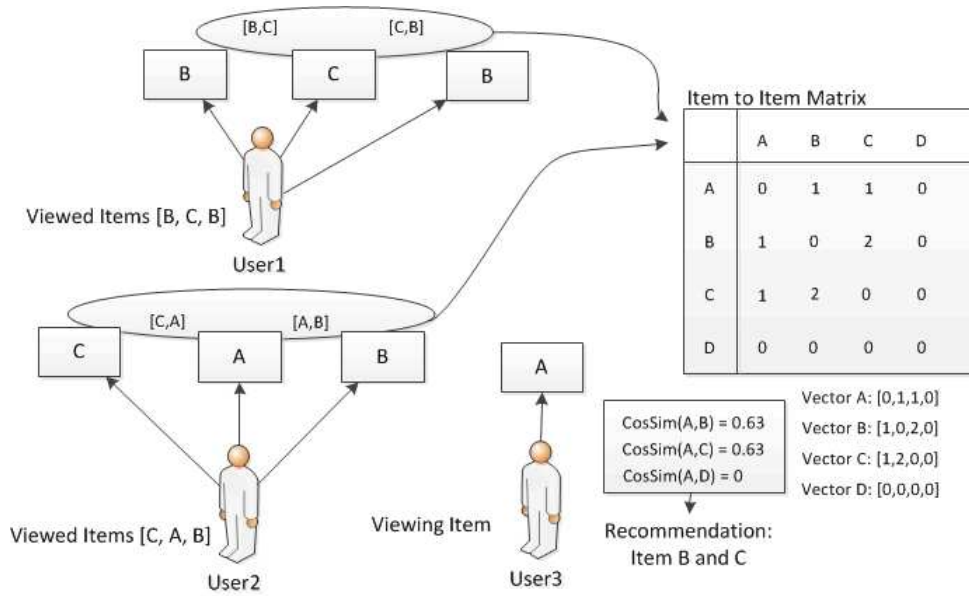 [B,C] [C,B]
B C B
Viewed Items [B, C, B]
User1
[C,A] [A,B]
C A B
Viewed Items [C, A, B]
User2
A
Viewing Item
User3
Item to Item Matrix
A B C D
A 0 1 1 0
B 1 0 2 0
C 1 2 0 0
D 0 0 0 0
CosSim(A,B) = 0.63
CosSim(A,C) = 0.63
CosSim(A,D) = 0
Vector A: [0,1,1,0]
Vector B: [1,0,2,0]
Vector C: [1,2,0,0]
Vector D: [0,0,0,0]
Recommendation:
Item B and C